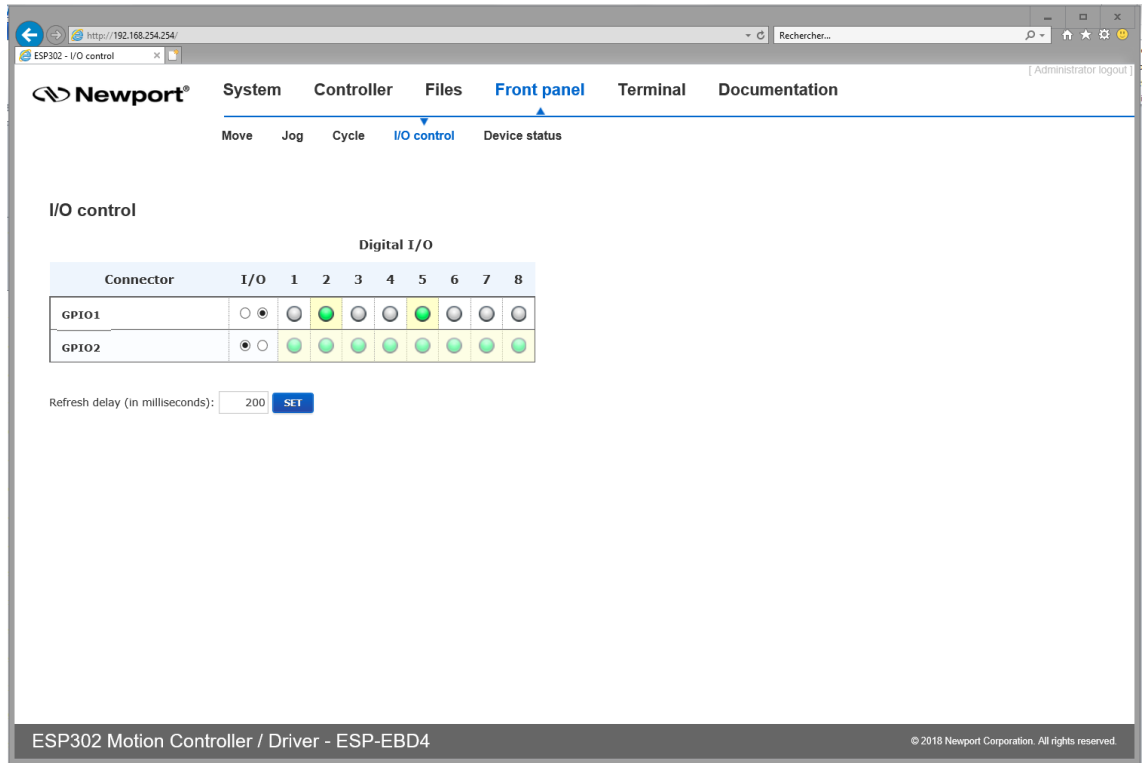 http://192.168.254.254/
Rechercher...
ESP302 - I/O control
[ Administrator logout ]
Newport®
System Controller Files Front panel Terminal Documentation
Move Jog Cycle I/O control Device status
I/O control
Digital I/O
Connector I/O 1 2 3 4 5 6 7 8
GPIO1
GPIO2
Refresh delay (in milliseconds): 200 SET
ESP302 Motion Controller / Driver - ESP-EBD4
© 2018 Newport Corporation. All rights reserved.